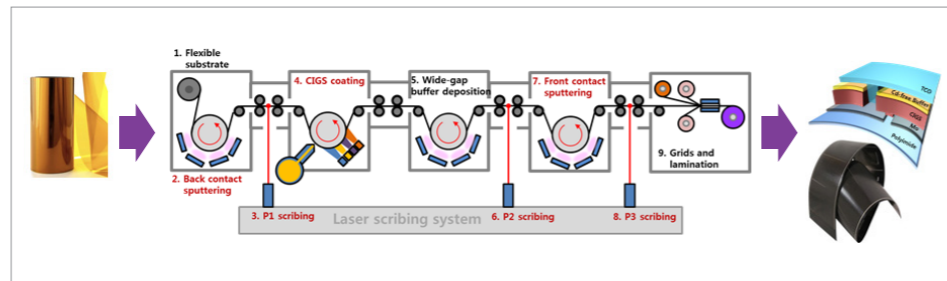 1. Flexible
substrate
2. Back contact
sputtering
3. P1 scribing
4. CIGS coating
5. Wide-gap
buffer deposition
6. P2 scribing
7. Front contact
sputtering
8. P3 scribing
9. Grids and
lamination
Laser scribing system
TCO
Cd-free Buffer
CIGS
Mo
Polyimide